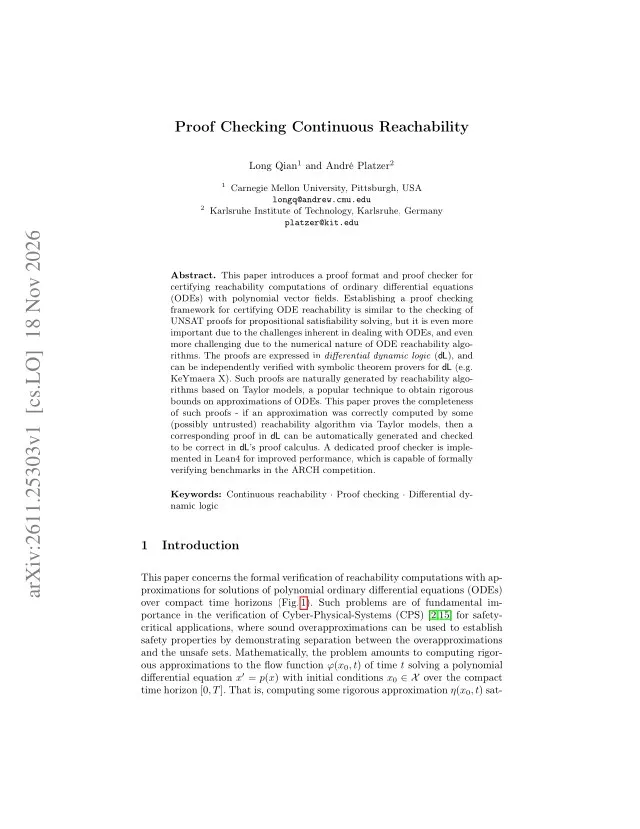 Proof Checking Continuous Reachability
Long Qian1 and André Platzer2
1 Carnegie Mellon University, Pittsburgh, USA
longq@andrew.cmu.edu
2 Karlsruhe Institute of Technology, Karlsruhe, Germany
platzer@kit.edu
arXiv:2611.25303v1 [cs.LO] 18 Nov 2026
Abstract. This paper introduces a proof format and proof checker for
certifying reachability computations of ordinary differential equations
(ODEs) with polynomial vector fields. Establishing a proof checking
framework for certifying ODE reachability is similar to the checking of
UNSAT proofs for propositional satisfiability solving, but it is even more
important due to the challenges inherent in dealing with ODEs, and even
more challenging due to the numerical nature of ODE reachability algo-
rithms. The proofs are expressed in differential dynamic logic (dL), and
can be independently verified with symbolic theorem provers for dL (e.g.
KeYmaera X). Such proofs are naturally generated by reachability algo-
rithms based on Taylor models, a popular technique to obtain rigorous
bounds on approximations of ODEs. This paper proves the completeness
of such proofs - if an approximation was correctly computed by some
(possibly untrusted) reachability algorithm via Taylor models, then a
corresponding proof in dL can be automatically generated and checked
to be correct in dL's proof calculus. A dedicated proof checker is imple-
mented in Lean4 for improved performance, which is capable of formally
verifying benchmarks in the ARCH competition.
Keywords: Continuous reachability · Proof checking · Differential dy-
namic logic
1 Introduction
This paper concerns the formal verification of reachability computations with ap-
proximations for solutions of polynomial ordinary differential equations (ODEs)
over compact time horizons (Fig. 1). Such problems are of fundamental im-
portance in the verification of Cyber-Physical-Systems (CPS) [2,15] for safety-
critical applications, where sound overapproximations can be used to establish
safety properties by demonstrating separation between the overapproximations
and the unsafe sets. Mathematically, the problem amounts to computing rigor-
ous approximations to the flow function φ(x0, t) of time t solving a polynomial
differential equation x′ = p(x) with initial conditions x0 ∈ X over the compact
time horizon [0, T]. That is, computing some rigorous approximation η(x0, t) sat-